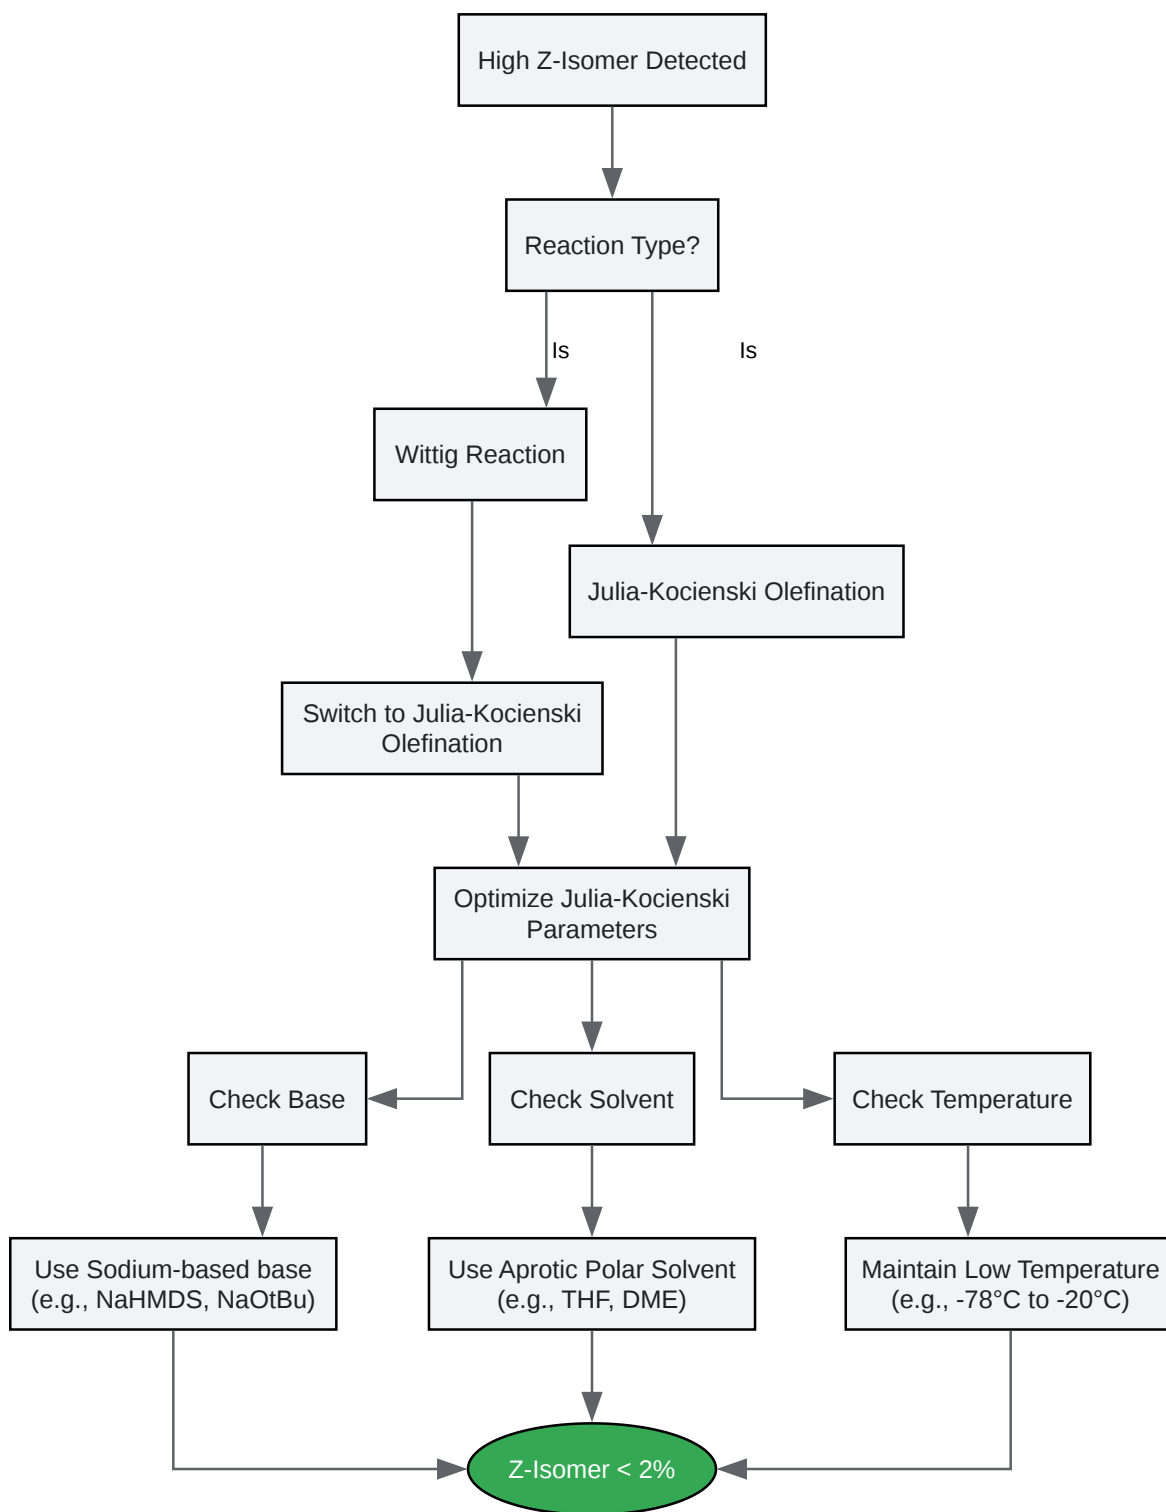 High Z-Isomer Detected
Reaction Type?
Is
Is
Wittig Reaction
Julia-Kocienski Olefination
Switch to Julia-Kocienski
Olefination
Optimize Julia-Kocienski
Parameters
Check Base
Check Solvent
Check Temperature
Use Sodium-based base
(e.g., NaHMDS, NaOtBu)
Use Aprotic Polar Solvent
(e.g., THF, DME)
Maintain Low Temperature
(e.g., -78°C to -20°C)
Z-Isomer < 2%